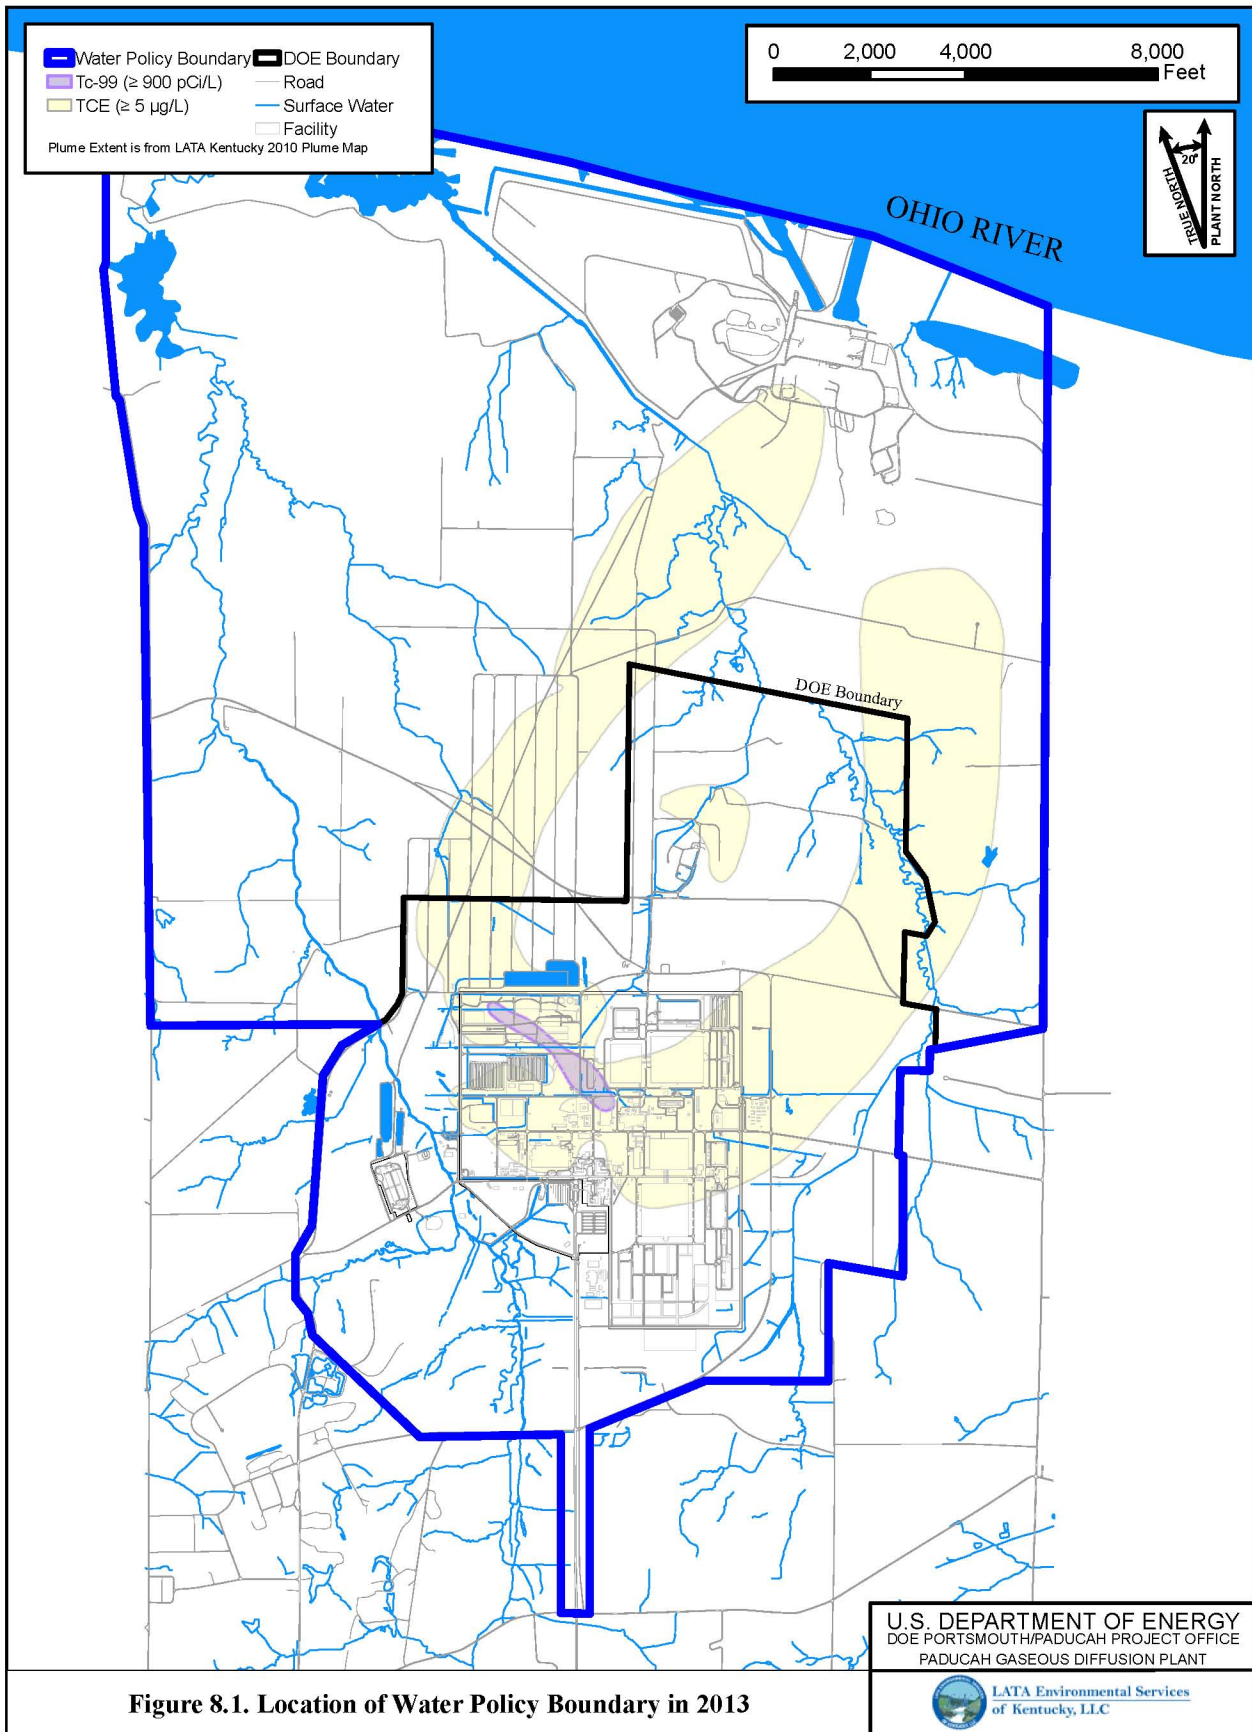 Water Policy Boundary
DOE Boundary
Tc-99 (≥ 900 pCi/L)
Road
TCE (≥ 5 µg/L)
Surface Water
Facility
Plume Extent is from LATA Kentucky 2010 Plume Map
0 2,000 4,000 8,000
Feet
20°
TRUE NORTH
PLANT NORTH
OHIO RIVER
DOE Boundary
U.S. DEPARTMENT OF ENERGY
DOE PORTSMOUTH/PADUCAH PROJECT OFFICE
PADUCAH GASEOUS DIFFUSION PLANT
Figure 8.1. Location of Water Policy Boundary in 2013
LATA Environmental Services
of Kentucky, LLC